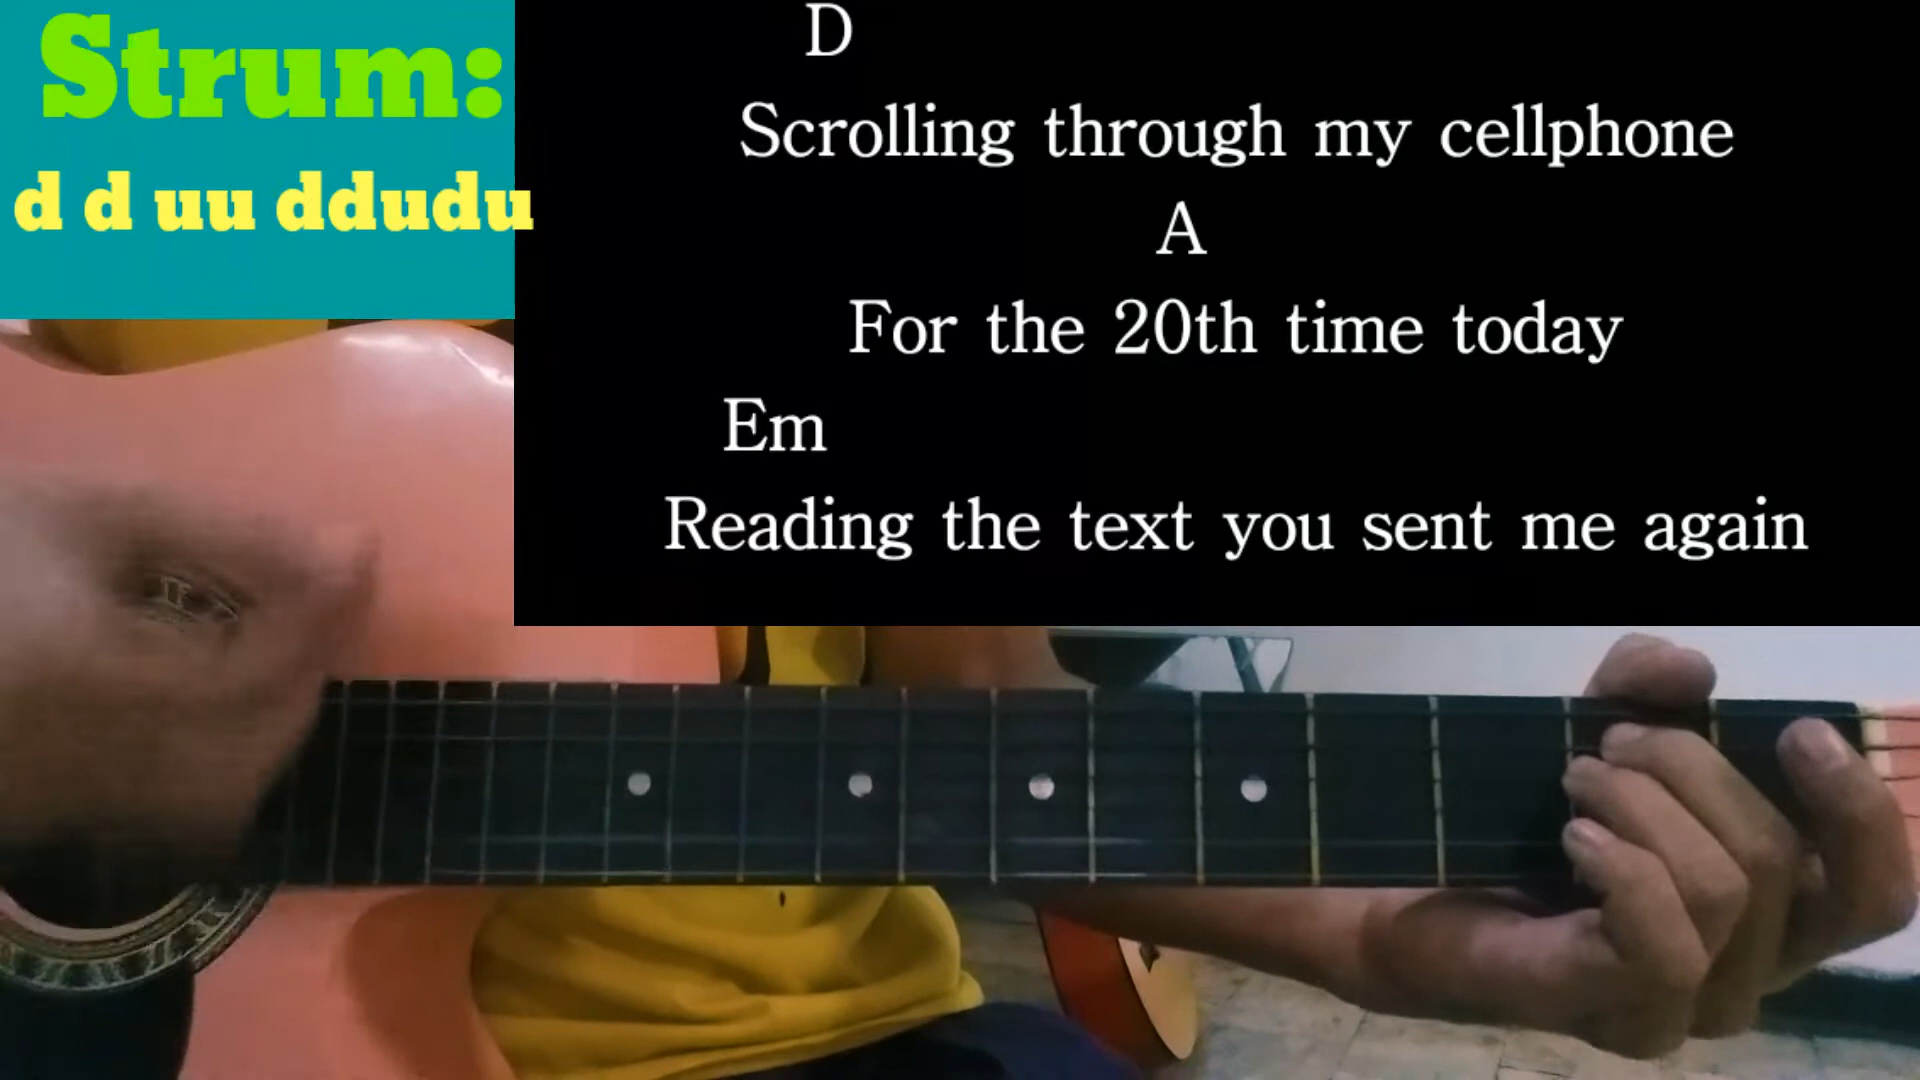 Strum:
d d uu ddudu
D
Scrolling through my cellphone
A
For the 20th time today
Em
Reading the text you sent me again